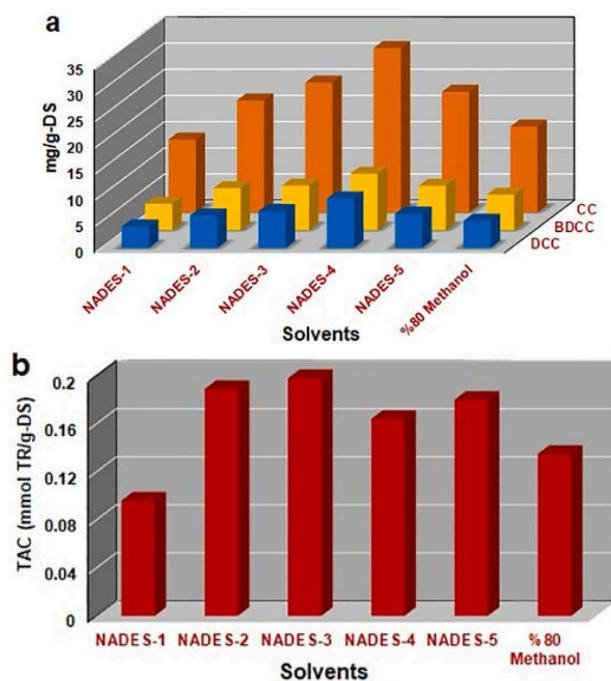 a
35
30
25
20
15
10
5
0
mg/g-DS
CC
BDCC
DCC
NADES-1
NADES-2
NADES-3
NADES-4
NADES-5
%80 Methanol
Solvents
b
0.2
0.16
0.12
0.08
0.04
0
TAC (mmol TR/g-DS)
NADES-1 NADES-2 NADES-3 NADES-4 NADES-5 %80
Methanol
Solvents